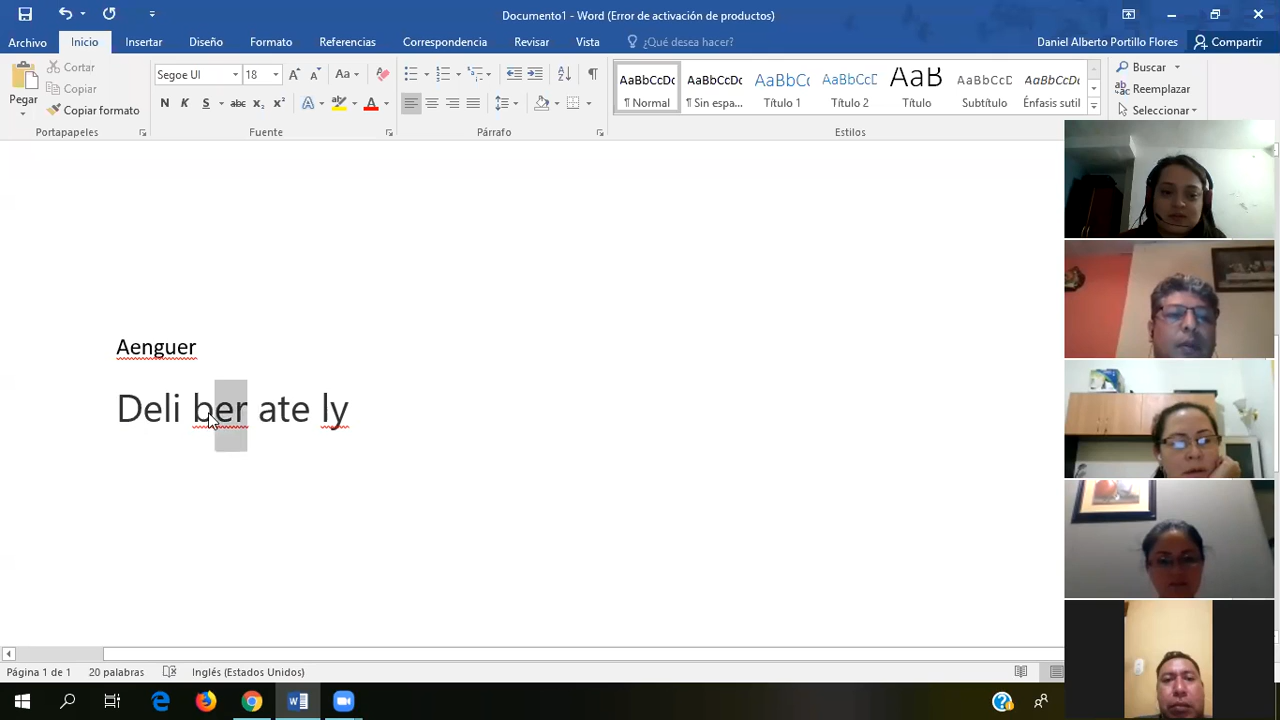 Documento1 - Word (Error de activación de productos)
Archivo Inicio Insertar Diseño Formato Referencias Correspondencia Revisar Vista ¿Qué desea hacer? Daniel Alberto Portillo Flores Compartir
Pegar
Cortar
Copiar
Copiar formato
Portapapeles
Segoe UI 18 Aa
N K S abc x₂ x² A A
Fuente
Párrafo
AaBbCcDc AaBbCcDc AaBbCc AaBbCcD AaB AaBbCcD AaBbCcDc
¶ Normal ¶ Sin espa... Título 1 Título 2 Título Subtítulo Énfasis sutil
Estilos
Buscar
Reemplazar
Seleccionar
Aenguer
Deli ber ate ly
Página 1 de 1 20 palabras Inglés (Estados Unidos)